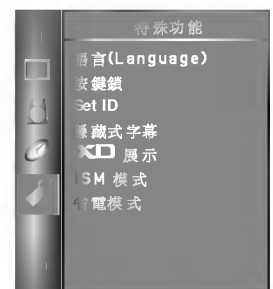 特殊功能
語言(Language)
按鍵鎖
Set ID
隱藏式字幕
XD 展示
ISM 模式
省電模式